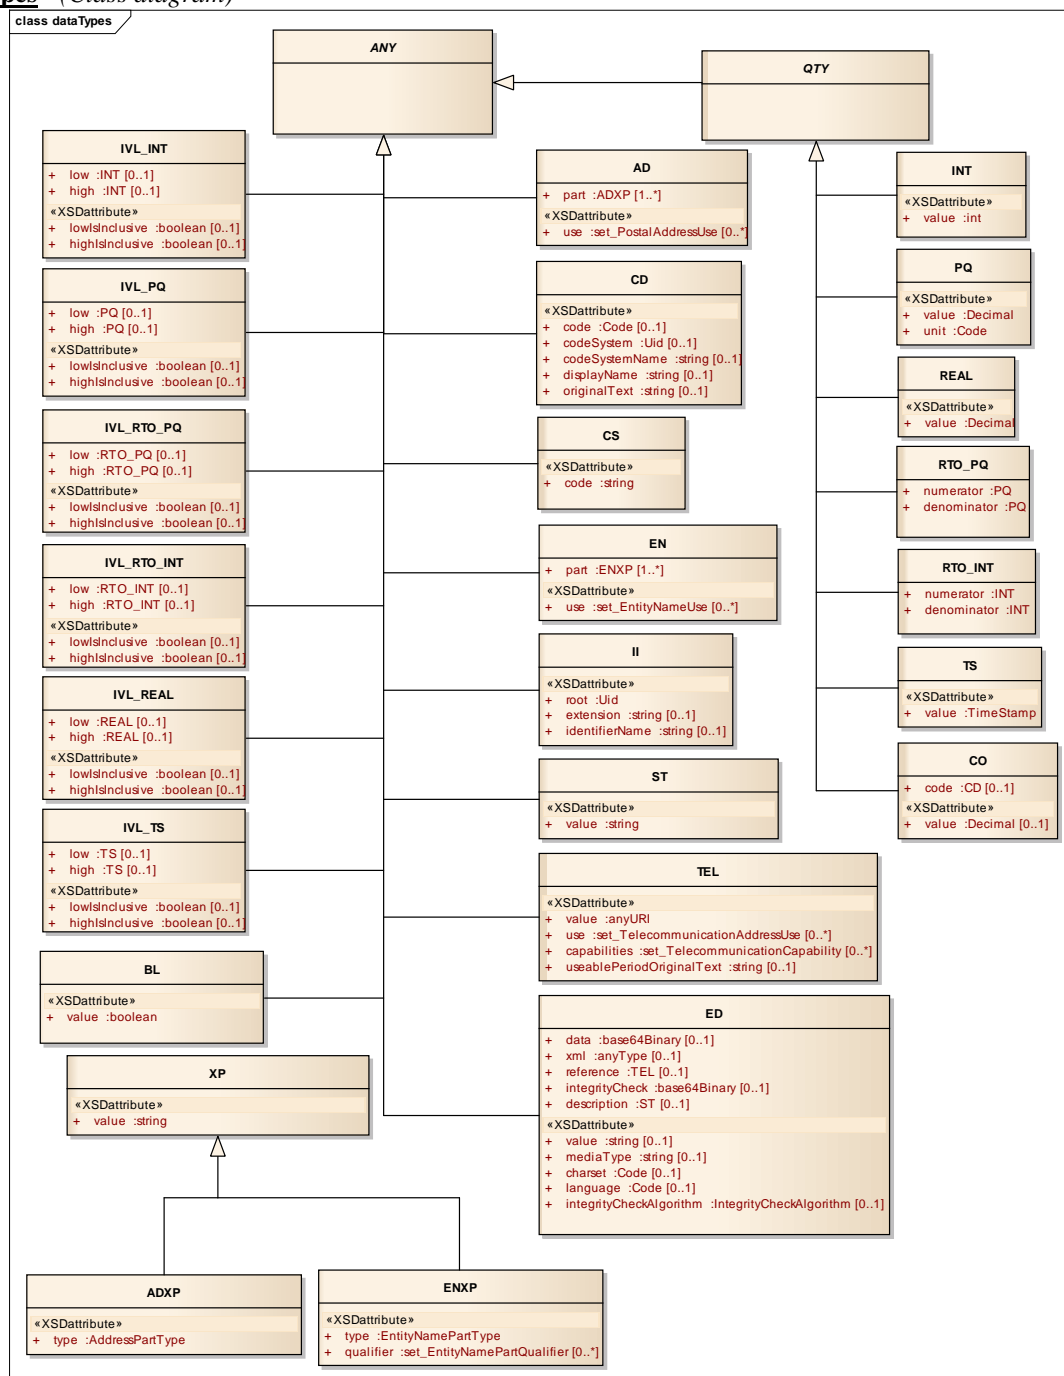 pes (Class diagram)
class dataTypes
ANY
QTY
IVL_INT
+ low :INT [0..1]
+ high :INT [0..1]
«XSDattribute»
+ lowIsInclusive :boolean [0..1]
+ highIsInclusive :boolean [0..1]
IVL_PQ
+ low :PQ [0..1]
+ high :PQ [0..1]
«XSDattribute»
+ lowIsInclusive :boolean [0..1]
+ highIsInclusive :boolean [0..1]
IVL_RTO_PQ
+ low :RTO_PQ [0..1]
+ high :RTO_PQ [0..1]
«XSDattribute»
+ lowIsInclusive :boolean [0..1]
+ highIsInclusive :boolean [0..1]
IVL_RTO_INT
+ low :RTO_INT [0..1]
+ high :RTO_INT [0..1]
«XSDattribute»
+ lowIsInclusive :boolean [0..1]
+ highIsInclusive :boolean [0..1]
IVL_REAL
+ low :REAL [0..1]
+ high :REAL [0..1]
«XSDattribute»
+ lowIsInclusive :boolean [0..1]
+ highIsInclusive :boolean [0..1]
IVL_TS
+ low :TS [0..1]
+ high :TS [0..1]
«XSDattribute»
+ lowIsInclusive :boolean [0..1]
+ highIsInclusive :boolean [0..1]
BL
«XSDattribute»
+ value :boolean
XP
«XSDattribute»
+ value :string
ADXP
«XSDattribute»
+ type :AddressPartType
ENXP
«XSDattribute»
+ type :EntityNamePartType
+ qualifier :set_EntityNamePartQualifier [0..*]
AD
+ part :ADXP [1..*]
«XSDattribute»
+ use :set_PostalAddressUse [0..*]
CD
«XSDattribute»
+ code :Code [0..1]
+ codeSystem :Uid [0..1]
+ codeSystemName :string [0..1]
+ displayName :string [0..1]
+ originalText :string [0..1]
CS
«XSDattribute»
+ code :string
EN
+ part :ENXP [1..*]
«XSDattribute»
+ use :set_EntityNameUse [0..*]
II
«XSDattribute»
+ root :Uid
+ extension :string [0..1]
+ identifierName :string [0..1]
ST
«XSDattribute»
+ value :string
TEL
«XSDattribute»
+ value :anyURI
+ use :set_TelecommunicationAddressUse [0..*]
+ capabilities :set_TelecommunicationCapability [0..*]
+ useablePeriodOriginalText :string [0..1]
ED
+ data :base64Binary [0..1]
+ xml :anyType [0..1]
+ reference :TEL [0..1]
+ integrityCheck :base64Binary [0..1]
+ description :ST [0..1]
«XSDattribute»
+ value :string [0..1]
+ mediaType :string [0..1]
+ charset :Code [0..1]
+ language :Code [0..1]
+ integrityCheckAlgorithm :IntegrityCheckAlgorithm [0..1]
INT
«XSDattribute»
+ value :int
PQ
«XSDattribute»
+ value :Decimal
+ unit :Code
REAL
«XSDattribute»
+ value :Decimal
RTO_PQ
+ numerator :PQ
+ denominator :PQ
RTO_INT
+ numerator :INT
+ denominator :INT
TS
«XSDattribute»
+ value :TimeStamp
CO
+ code :CD [0..1]
«XSDattribute»
+ value :Decimal [0..1]